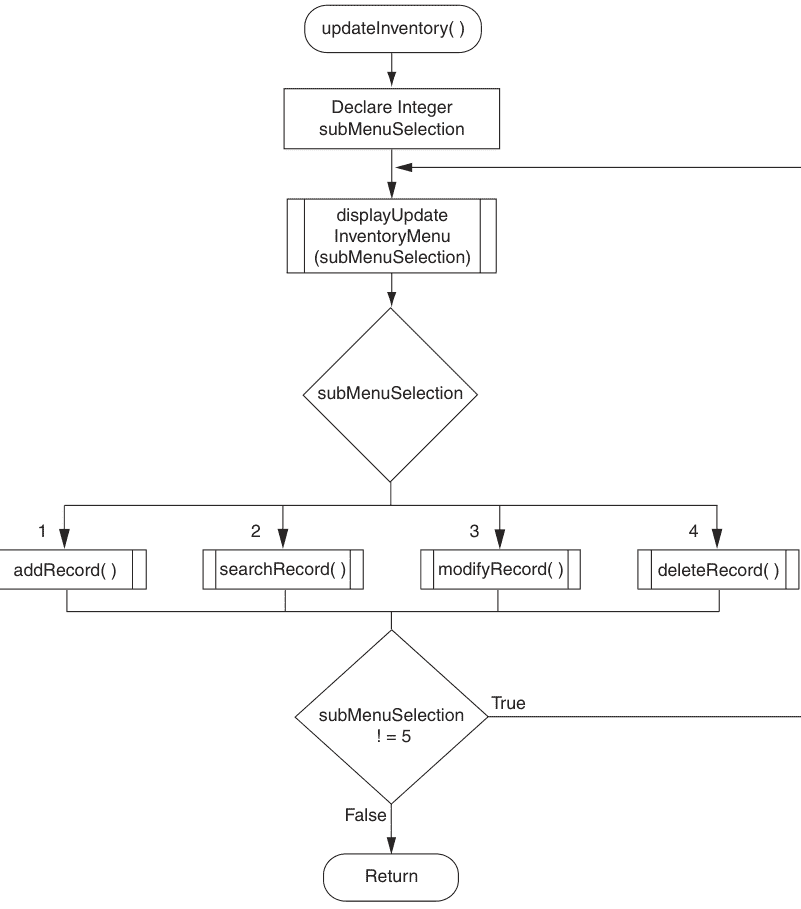 updateInventory( )
Declare Integer
subMenuSelection
displayUpdate
InventoryMenu
(subMenuSelection)
subMenuSelection
1
2
3
4
addRecord( )
searchRecord( )
modifyRecord( )
deleteRecord( )
subMenuSelection
! = 5
True
False
Return